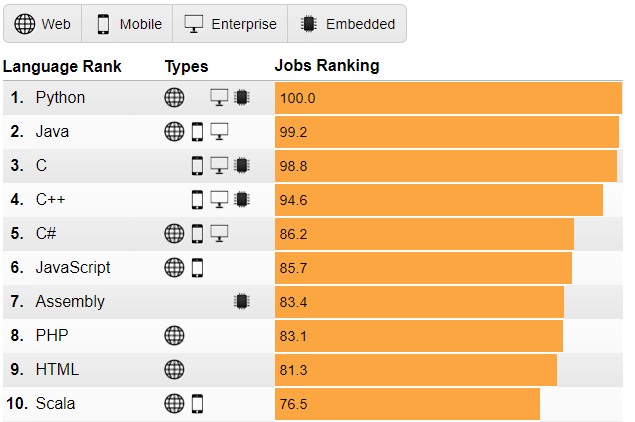 Web Mobile Enterprise Embedded
Language Rank Types Jobs Ranking
1. Python 100.0
2. Java 99.2
3. C 98.8
4. C++ 94.6
5. C# 86.2
6. JavaScript 85.7
7. Assembly 83.4
8. PHP 83.1
9. HTML 81.3
10. Scala 76.5